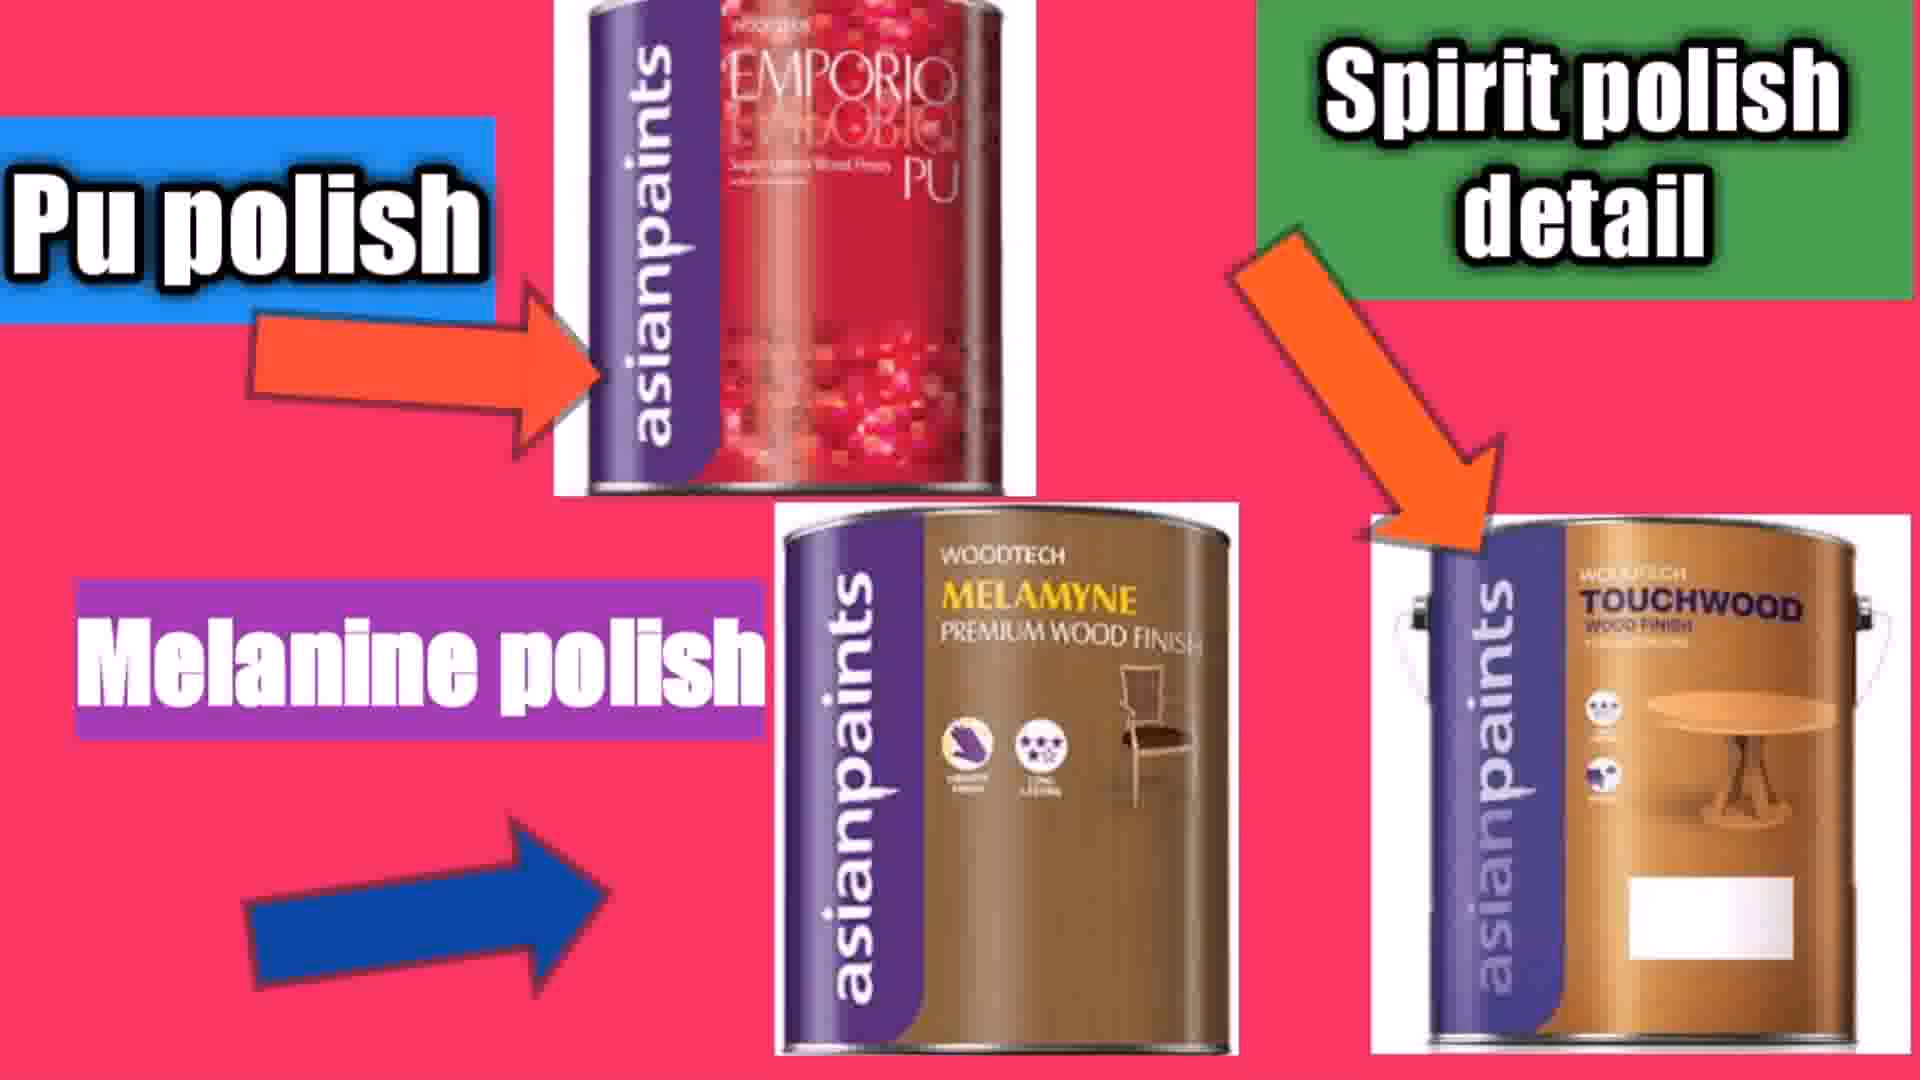 Pu polish
asianpaints
EMPORIO
PU
Spirit polish
detail
Melanine polish
asianpaints
WOODTECH
MELAMYNE
PREMIUM WOOD FINISH
asianpaints
WOODTECH
TOUCHWOOD
WOOD FINISH